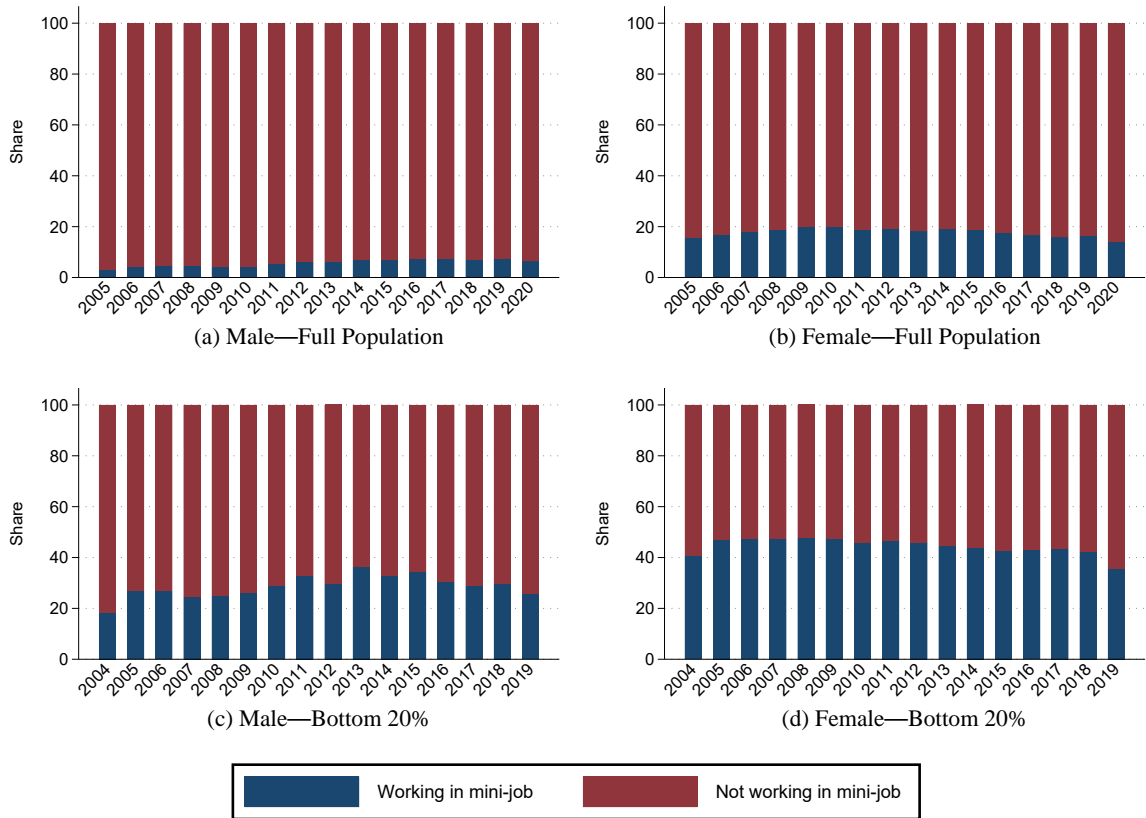 100
80
60
40
20
0
Share
2005 2006 2007 2008 2009 2010 2011 2012 2013 2014 2015 2016 2017 2018 2019 2020
(a) Male—Full Population
100
80
60
40
20
0
Share
2005 2006 2007 2008 2009 2010 2011 2012 2013 2014 2015 2016 2017 2018 2019 2020
(b) Female—Full Population
100
80
60
40
20
0
Share
2004 2005 2006 2007 2008 2009 2010 2011 2012 2013 2014 2015 2016 2017 2018 2019
(c) Male—Bottom 20%
100
80
60
40
20
0
Share
2004 2005 2006 2007 2008 2009 2010 2011 2012 2013 2014 2015 2016 2017 2018 2019
(d) Female—Bottom 20%
Working in mini-job Not working in mini-job